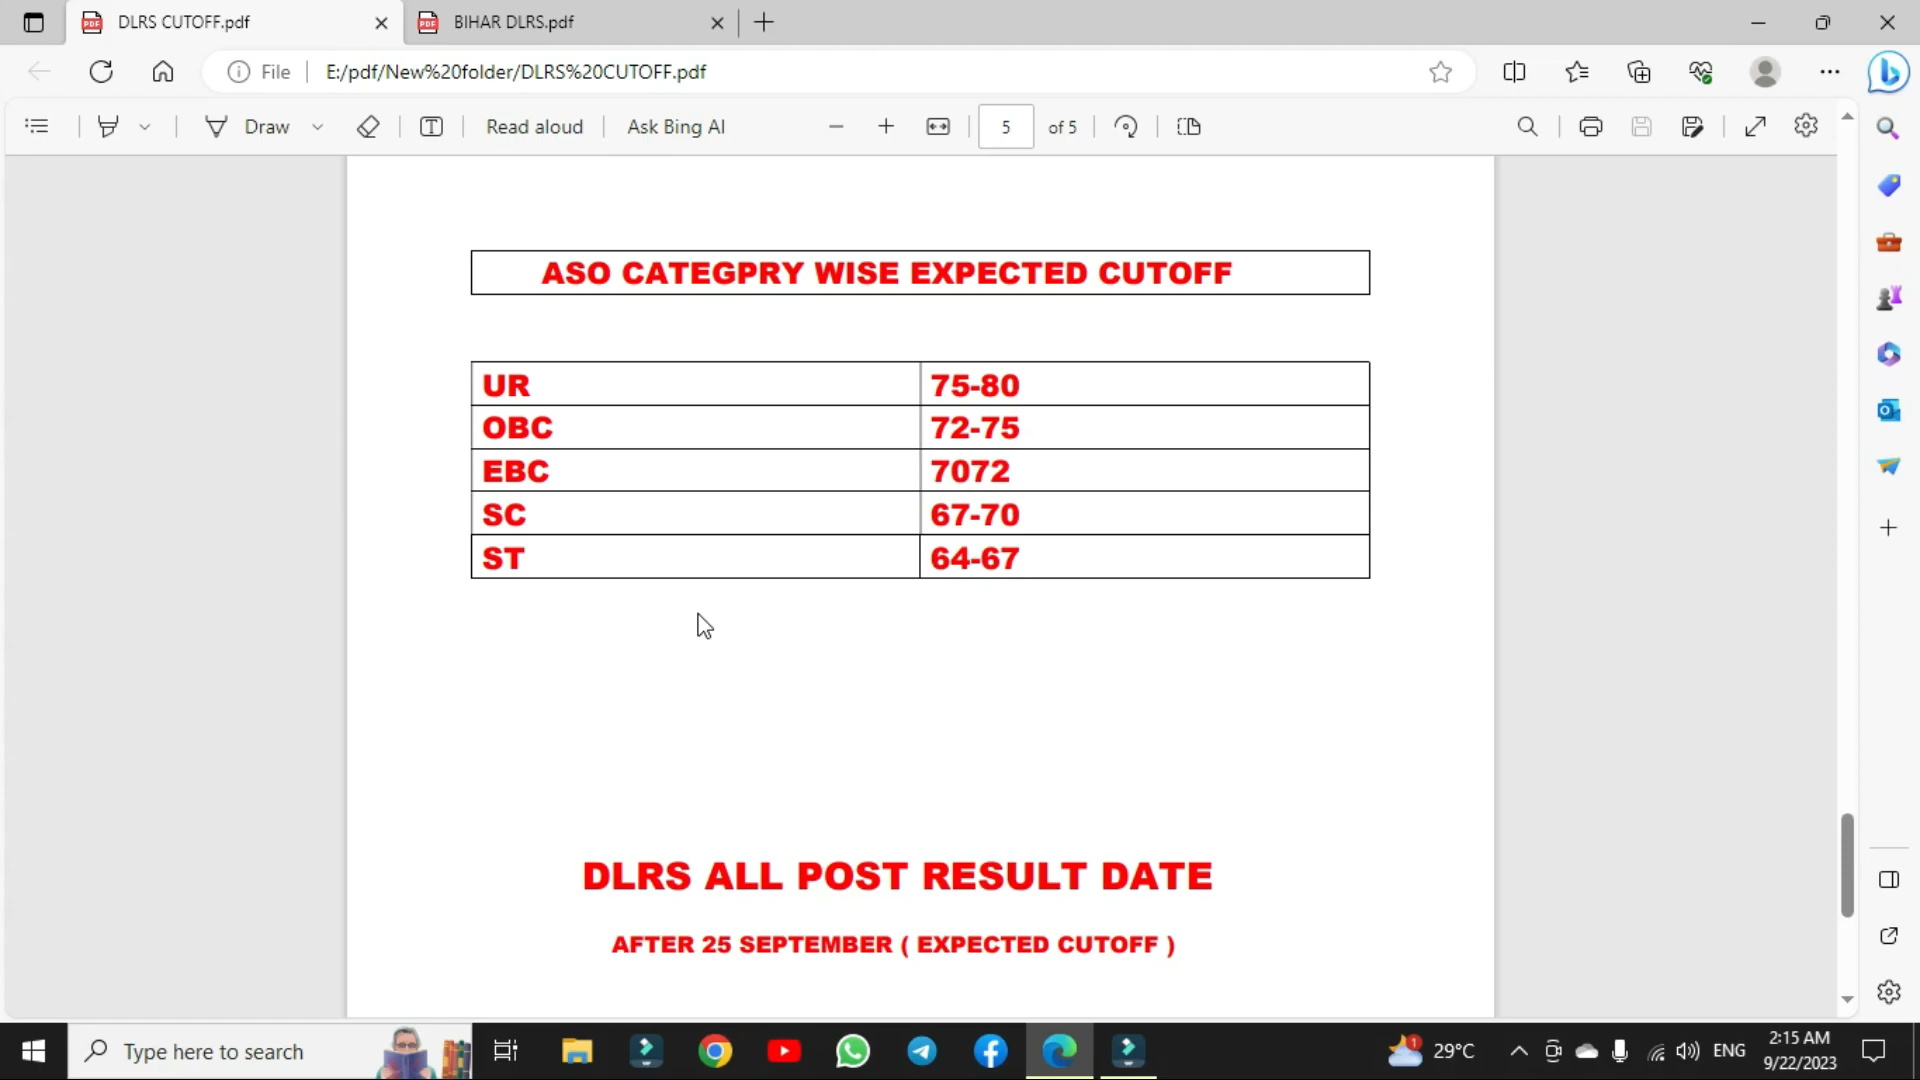 DLRS CUTOFF.pdf
BIHAR DLRS.pdf
File
E:/pdf/New%20folder/DLRS%20CUTOFF.pdf
Draw
Read aloud
Ask Bing AI
5
of 5
ASO CATEGPRY WISE EXPECTED CUTOFF
UR 75-80
OBC 72-75
EBC 7072
SC 67-70
ST 64-67
DLRS ALL POST RESULT DATE
AFTER 25 SEPTEMBER ( EXPECTED CUTOFF )
Type here to search
29°C
ENG
2:15 AM
9/22/2023